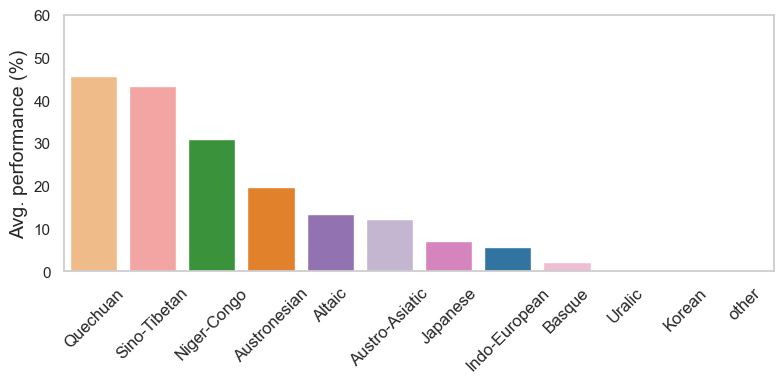 Avg. performance (%)
60
50
40
30
20
10
0
Quechuan
Sino-Tibetan
Niger-Congo
Austronesian
Altaic
Austro-Asiatic
Japanese
Indo-European
Basque
Uralic
Korean
other